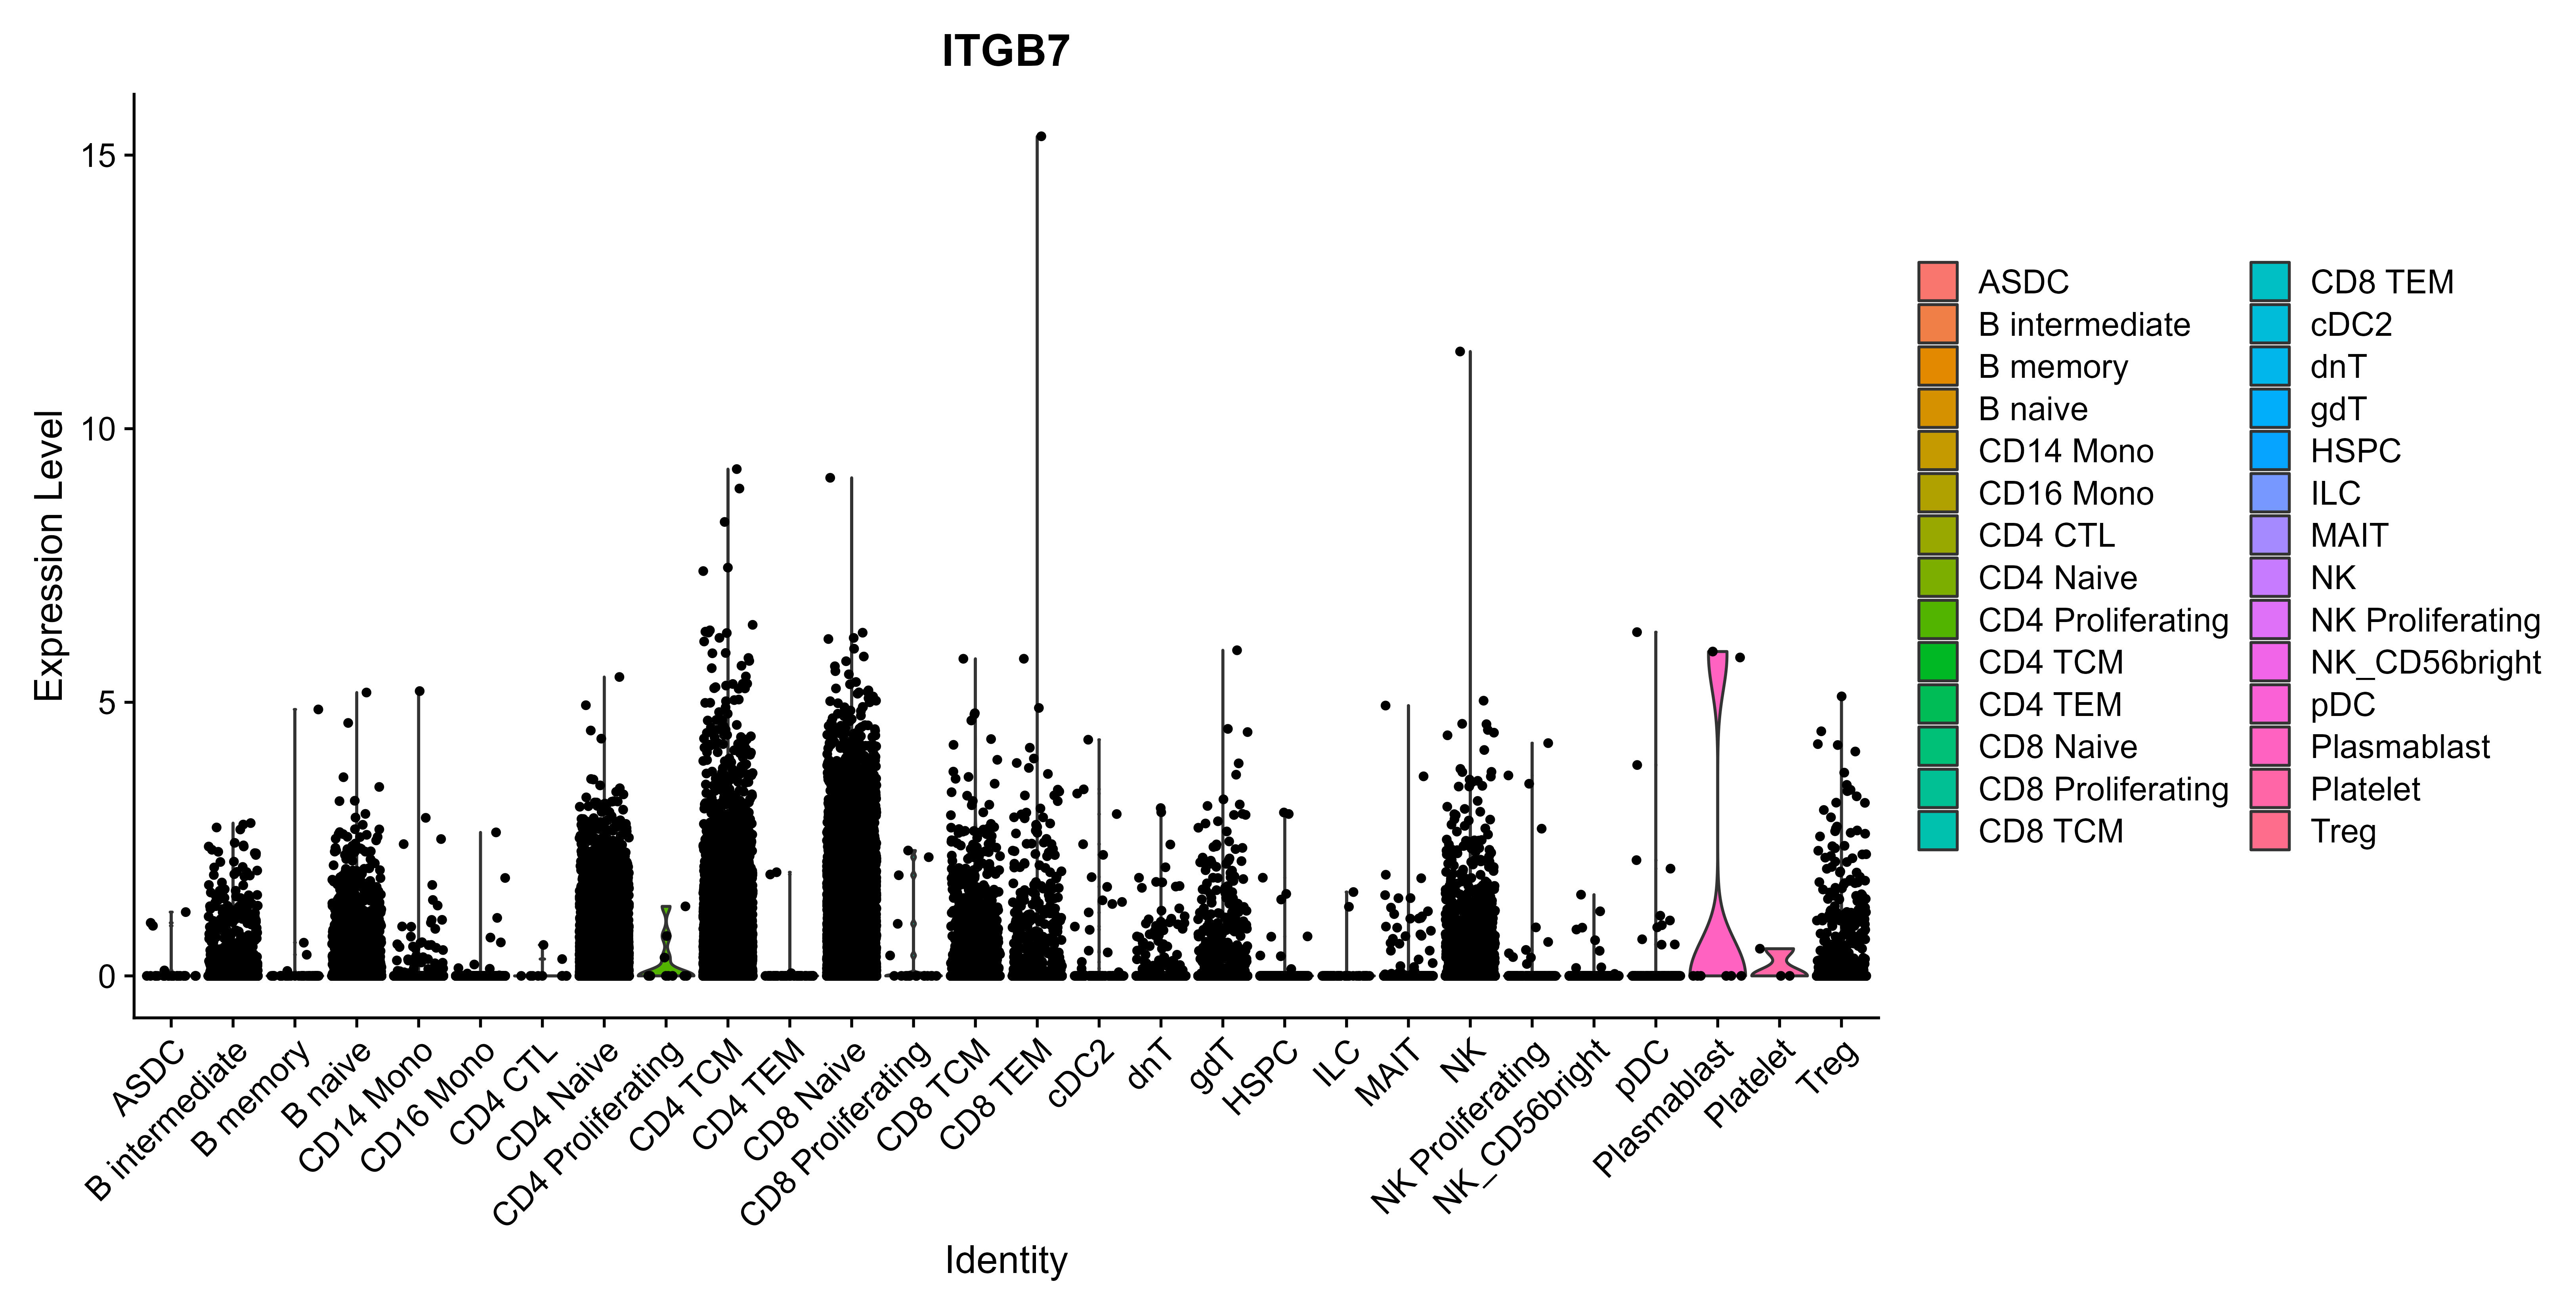 ITGB7
Expression Level
15
10
5
0
ASDC
B intermediate
B memory
B naive
CD14 Mono
CD16 Mono
CD4 CTL
CD4 Naive
CD4 Proliferating
CD4 TCM
CD4 TEM
CD8 Naive
CD8 Proliferating
CD8 TCM
CD8 TEM
cDC2
dnT
gdT
HSPC
ILC
MAIT
NK
NK Proliferating
NK_CD56bright
pDC
Plasmablast
Platelet
Treg
Identity
ASDC
B intermediate
B memory
B naive
CD14 Mono
CD16 Mono
CD4 CTL
CD4 Naive
CD4 Proliferating
CD4 TCM
CD4 TEM
CD8 Naive
CD8 Proliferating
CD8 TCM
CD8 TEM
cDC2
dnT
gdT
HSPC
ILC
MAIT
NK
NK Proliferating
NK_CD56bright
pDC
Plasmablast
Platelet
Treg